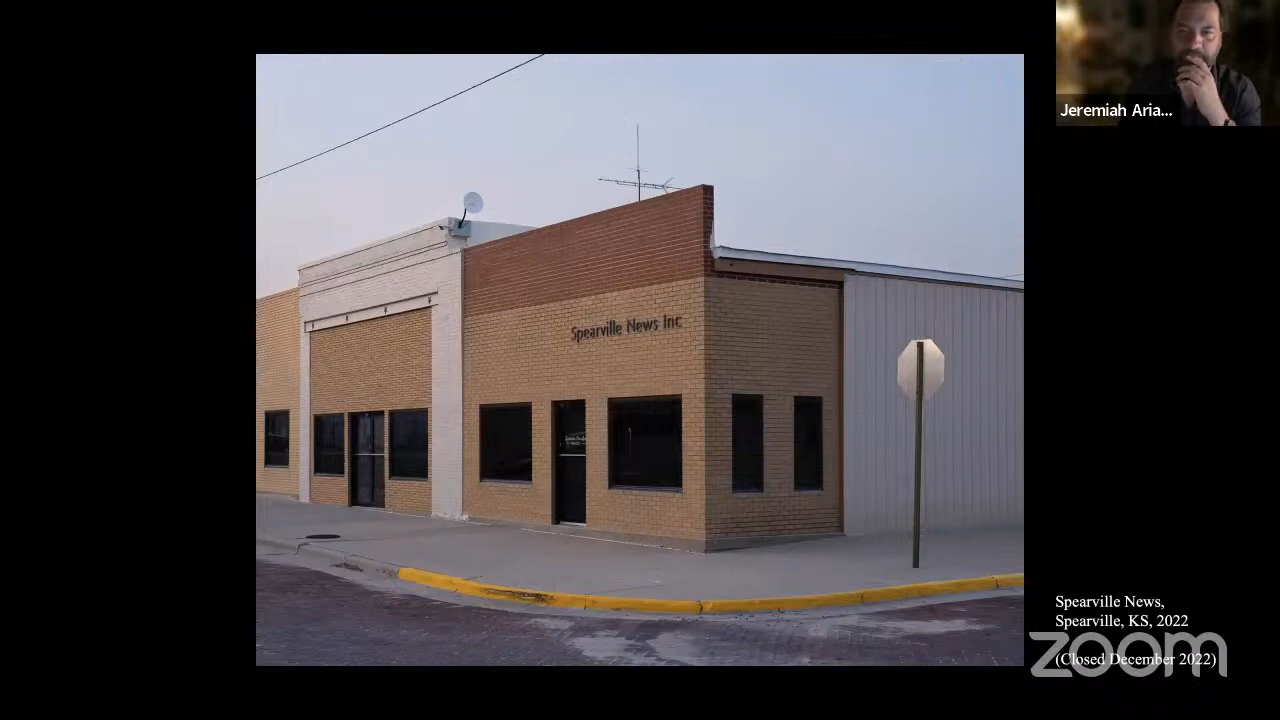 Jeremiah Aria...
Spearville News Inc
Spearville News,
Spearville, KS, 2022
(Closed December 2022)
zoom